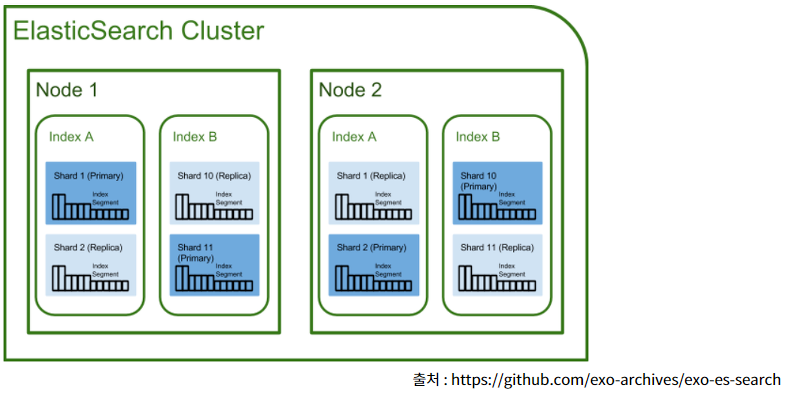 ElasticSearch Cluster
Node 1
Index A
Shard 1 (Primary)
Index
Segment
Shard 2 (Replica)
Index
Segment
Index B
Shard 10 (Replica)
Index
Segment
Shard 11
(Primary)
Index
Segment
Node 2
Index A
Shard 1 (Replica)
Index
Segment
Shard 2 (Primary)
Index
Segment
Index B
Shard 10
(Primary)
Index
Segment
Shard 11 (Replica)
Index
Segment
출처 : https://github.com/exo-archives/exo-es-search